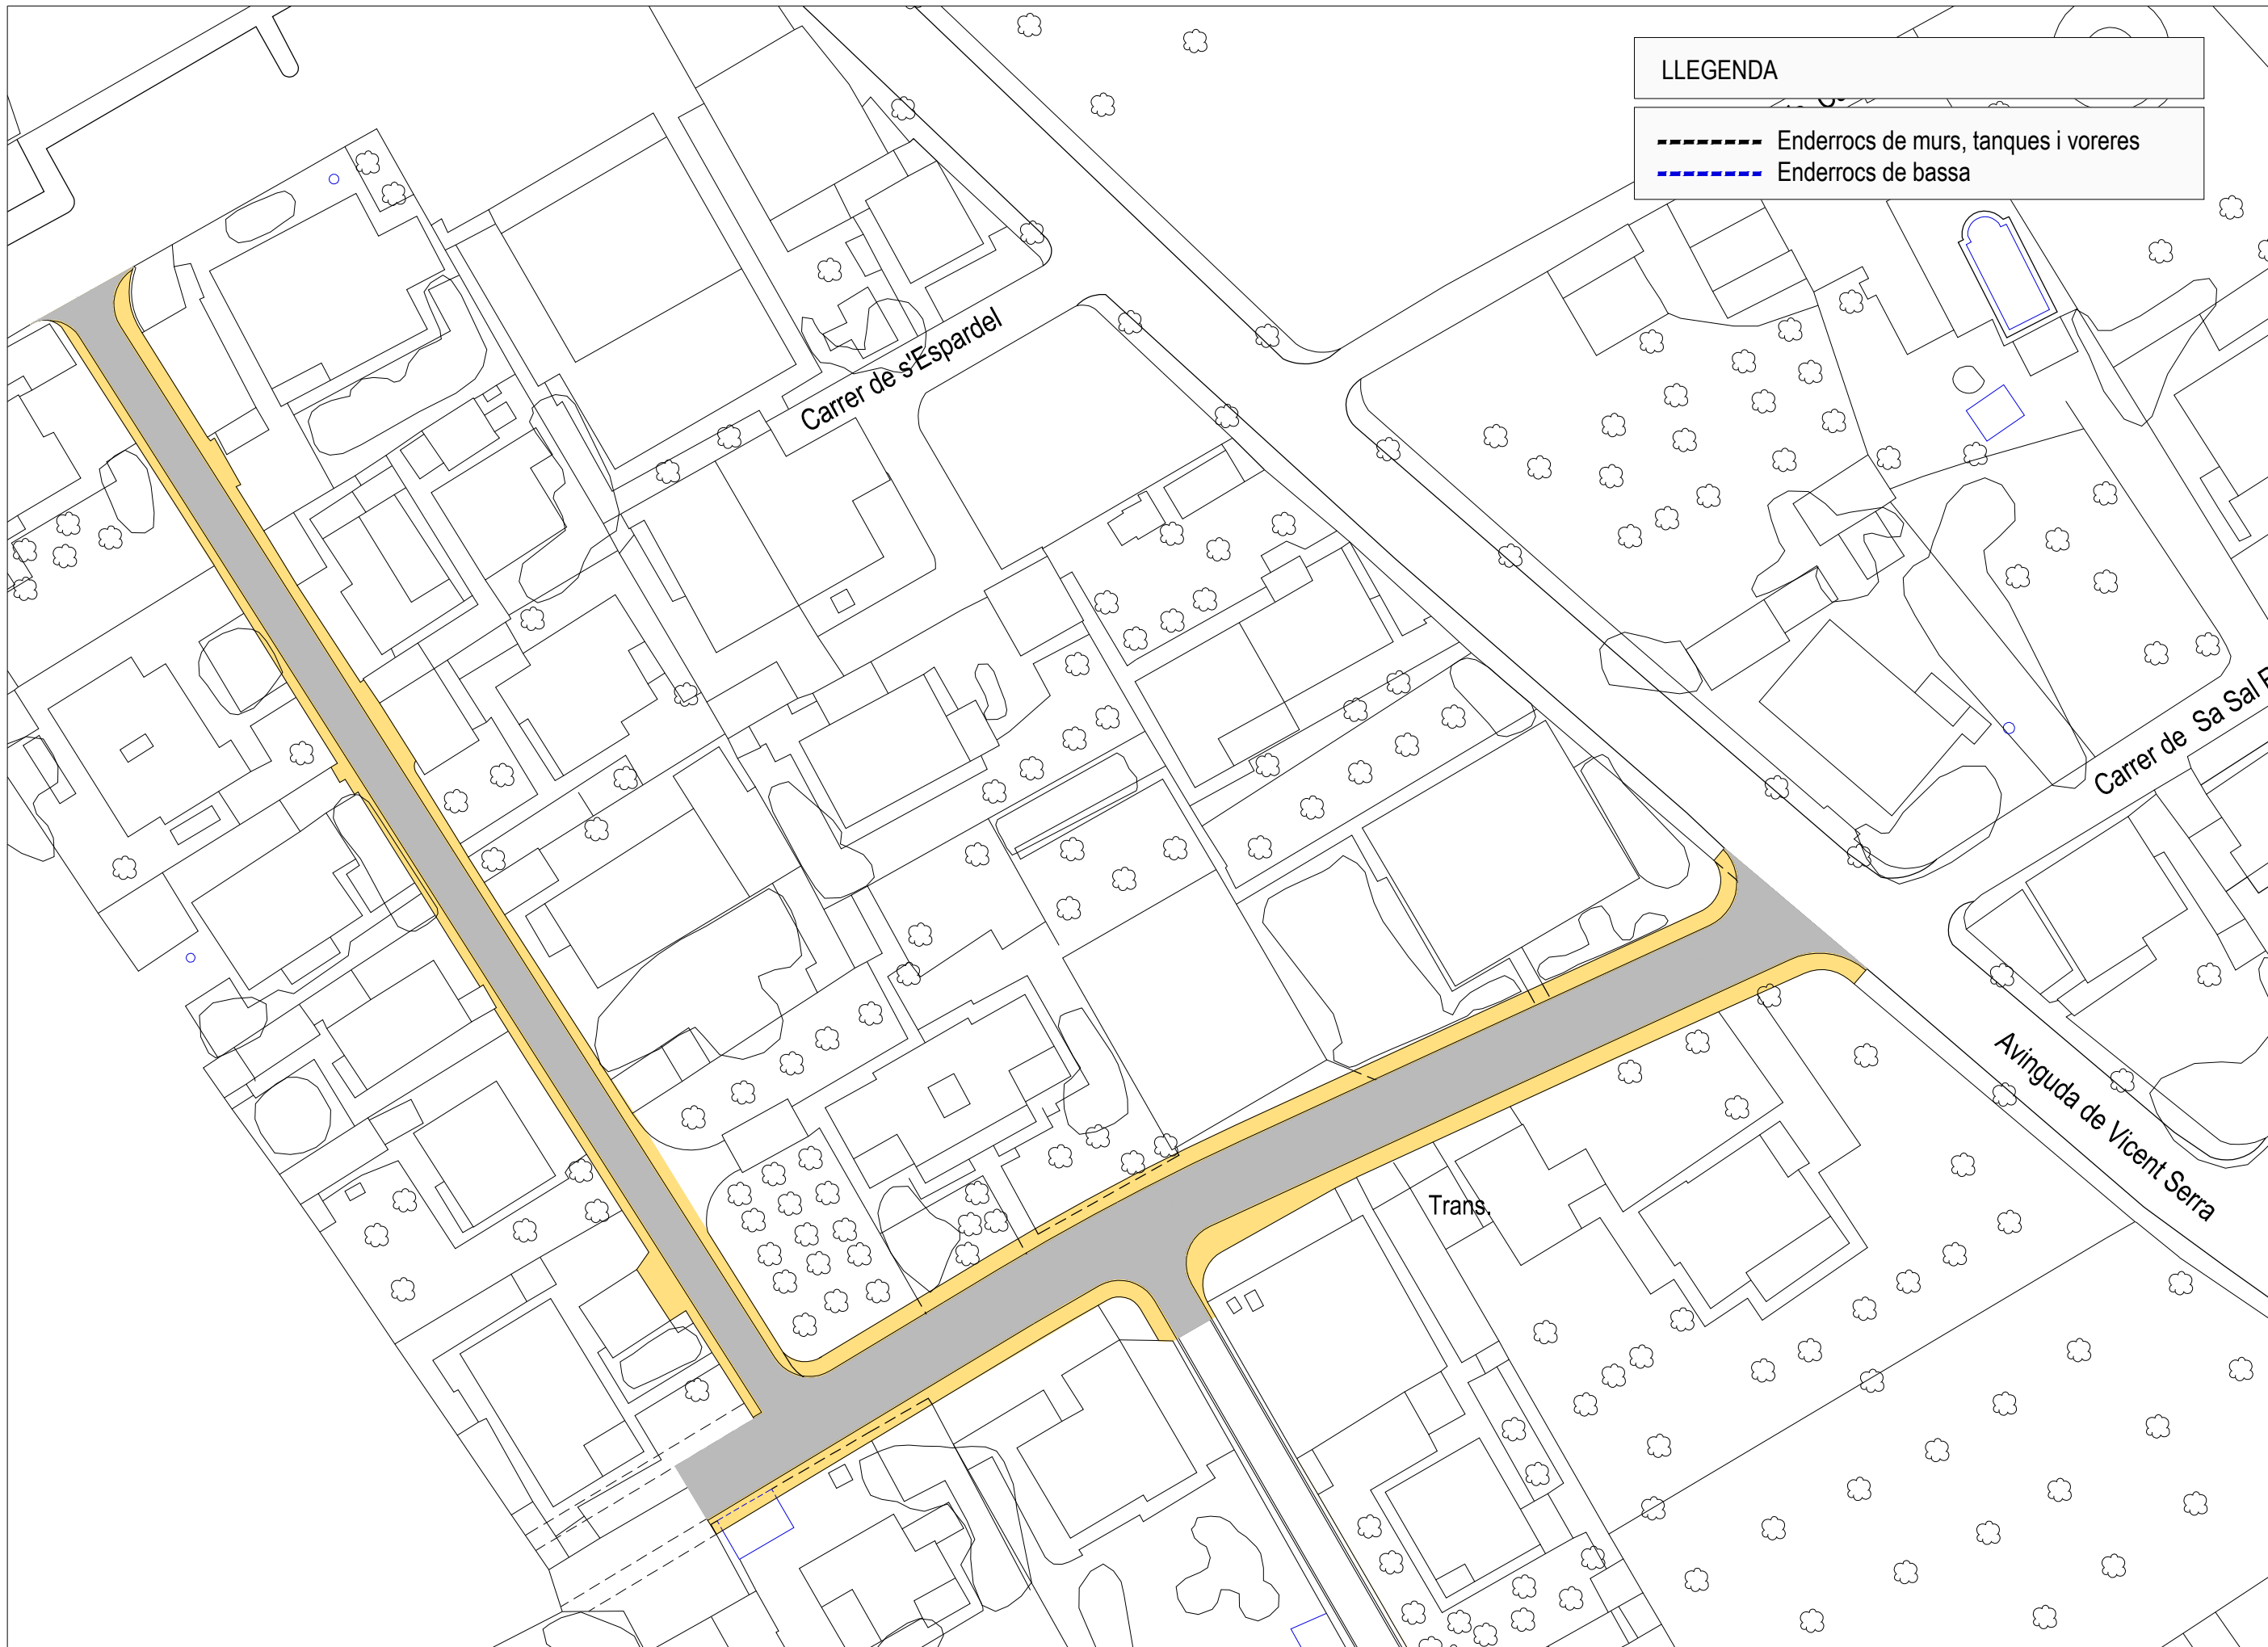 LLEGENDA
Enderrocs de murs, tanques i voreres
Enderrocs de bassa
Carrer de s'Espardel
Carrer de Sa Sal
Avinguda de Vicent Serra
Trans.